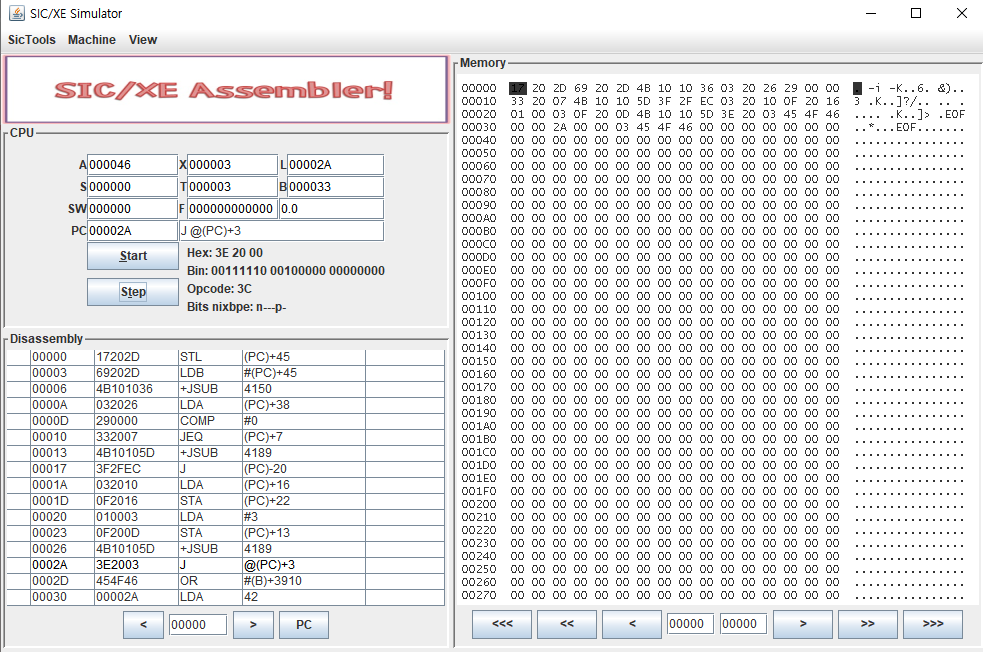 SIC/XE Simulator
SicTools Machine View
SIC/XE Assembler!
CPU
A 000046 X 000003 L 00002A
S 000000 T 000003 B 000033
SW 000000 F 000000000000 0.0
PC 00002A J @(PC)+3
Start Hex: 3E 20 00
Bin: 00111110 00100000 00000000
Step Opcode: 3C
Bits nixbpe: n---p-
Disassembly
00000 17202D STL (PC)+45
00003 69202D LDB #(PC)+45
00006 4B101036 +JSUB 4150
0000A 032026 LDA (PC)+38
0000D 290000 COMP #0
00010 332007 JEQ (PC)+7
00013 4B10105D +JSUB 4189
00017 3F2FEC J (PC)-20
0001A 032010 LDA (PC)+16
0001D 0F2016 STA (PC)+22
00020 010003 LDA #3
00023 0F200D STA (PC)+13
00026 4B10105D +JSUB 4189
0002A 3E2003 J @(PC)+3
0002D 454F46 OR #(B)+3910
00030 00002A LDA 42
< 00000 > PC
Memory
00000 17 20 2D 69 20 2D 4B 10 10 36 03 20 26 29 00 00 . -i -K..6. &)..
00010 33 20 07 4B 10 10 5D 3F 2F EC 03 20 10 0F 20 16 3 .K..]?/.. .. .
00020 01 00 03 0F 20 0D 4B 10 10 5D 3E 20 03 45 4F 46 .... .K..]> .EOF
00030 00 00 2A 00 00 03 45 4F 46 00 00 00 00 00 00 00 ..*...EOF.......
00040 00 00 00 00 00 00 00 00 00 00 00 00 00 00 00 00 ................
00050 00 00 00 00 00 00 00 00 00 00 00 00 00 00 00 00 ................
00060 00 00 00 00 00 00 00 00 00 00 00 00 00 00 00 00 ................
00070 00 00 00 00 00 00 00 00 00 00 00 00 00 00 00 00 ................
00080 00 00 00 00 00 00 00 00 00 00 00 00 00 00 00 00 ................
00090 00 00 00 00 00 00 00 00 00 00 00 00 00 00 00 00 ................
000A0 00 00 00 00 00 00 00 00 00 00 00 00 00 00 00 00 ................
000B0 00 00 00 00 00 00 00 00 00 00 00 00 00 00 00 00 ................
000C0 00 00 00 00 00 00 00 00 00 00 00 00 00 00 00 00 ................
000D0 00 00 00 00 00 00 00 00 00 00 00 00 00 00 00 00 ................
000E0 00 00 00 00 00 00 00 00 00 00 00 00 00 00 00 00 ................
000F0 00 00 00 00 00 00 00 00 00 00 00 00 00 00 00 00 ................
00100 00 00 00 00 00 00 00 00 00 00 00 00 00 00 00 00 ................
00110 00 00 00 00 00 00 00 00 00 00 00 00 00 00 00 00 ................
00120 00 00 00 00 00 00 00 00 00 00 00 00 00 00 00 00 ................
00130 00 00 00 00 00 00 00 00 00 00 00 00 00 00 00 00 ................
00140 00 00 00 00 00 00 00 00 00 00 00 00 00 00 00 00 ................
00150 00 00 00 00 00 00 00 00 00 00 00 00 00 00 00 00 ................
00160 00 00 00 00 00 00 00 00 00 00 00 00 00 00 00 00 ................
00170 00 00 00 00 00 00 00 00 00 00 00 00 00 00 00 00 ................
00180 00 00 00 00 00 00 00 00 00 00 00 00 00 00 00 00 ................
00190 00 00 00 00 00 00 00 00 00 00 00 00 00 00 00 00 ................
001A0 00 00 00 00 00 00 00 00 00 00 00 00 00 00 00 00 ................
001B0 00 00 00 00 00 00 00 00 00 00 00 00 00 00 00 00 ................
001C0 00 00 00 00 00 00 00 00 00 00 00 00 00 00 00 00 ................
001D0 00 00 00 00 00 00 00 00 00 00 00 00 00 00 00 00 ................
001E0 00 00 00 00 00 00 00 00 00 00 00 00 00 00 00 00 ................
001F0 00 00 00 00 00 00 00 00 00 00 00 00 00 00 00 00 ................
00200 00 00 00 00 00 00 00 00 00 00 00 00 00 00 00 00 ................
00210 00 00 00 00 00 00 00 00 00 00 00 00 00 00 00 00 ................
00220 00 00 00 00 00 00 00 00 00 00 00 00 00 00 00 00 ................
00230 00 00 00 00 00 00 00 00 00 00 00 00 00 00 00 00 ................
00240 00 00 00 00 00 00 00 00 00 00 00 00 00 00 00 00 ................
00250 00 00 00 00 00 00 00 00 00 00 00 00 00 00 00 00 ................
00260 00 00 00 00 00 00 00 00 00 00 00 00 00 00 00 00 ................
00270 00 00 00 00 00 00 00 00 00 00 00 00 00 00 00 00 ................
<<< << < 00000 00000 > >> >>>